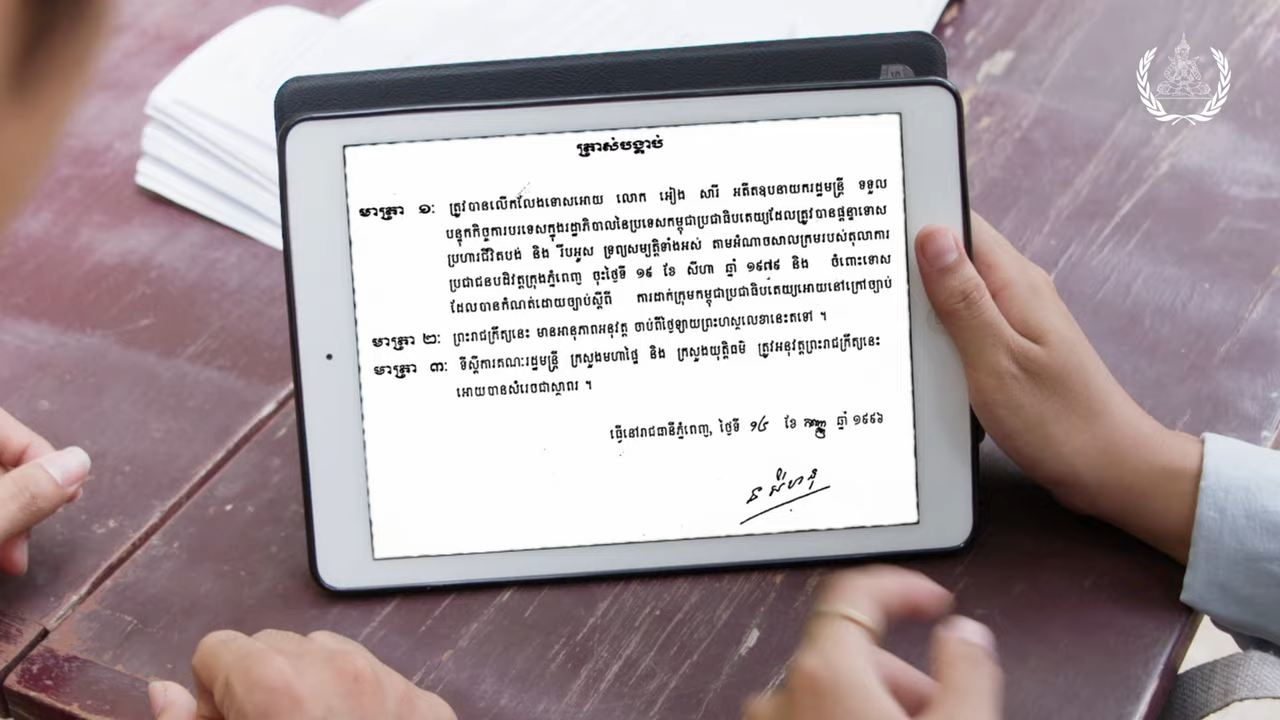 ត្រាស់បង្គាប់
មាត្រា ១: ត្រូវបានលើកលែងទោសអោយ លោក អៀង សារី អតីតឧបនាយករដ្ឋមន្ត្រី ទទួល
បន្ទុកកិច្ចការបរទេសក្នុងរដ្ឋាភិបាលនៃប្រទេសកម្ពុជាប្រជាធិបតេយ្យដែលត្រូវបានផ្តន្ទាទោស
ប្រហារជីវិតបង់ និង រឹបអូស ទ្រព្យសម្បត្តិទាំងអស់ តាមអំណាចសាលក្រមរបស់តុលាការ
ប្រជាជនបដិវត្តក្រុងភ្នំពេញ ចុះថ្ងៃទី ១៩ ខែ សីហា ឆ្នាំ ១៩៧៩ និង ចំពោះទោស
ដែលបានកំណត់ដោយច្បាប់ស្តីពី ការដាក់ក្រុមកម្ពុជាប្រជាធិបតេយ្យអោយនៅក្រៅច្បាប់
មាត្រា ២: ព្រះរាជក្រឹត្យនេះ មានអានុភាពអនុវត្ត ចាប់ពីថ្ងៃឡាយព្រះហស្ថលេខានេះតទៅ ។
មាត្រា ៣: ទីស្តីការគណៈរដ្ឋមន្ត្រី ក្រសួងមហាផ្ទៃ និង ក្រសួងយុត្តិធម៌ ត្រូវអនុវត្តព្រះរាជក្រឹត្យនេះ
អោយបានសំរេចជាស្ថាពរ ។
ធ្វើនៅរាជធានីភ្នំពេញ, ថ្ងៃទី ១៤ ខែ កញ្ញា ឆ្នាំ ១៩៩៦
ន សីហនុ